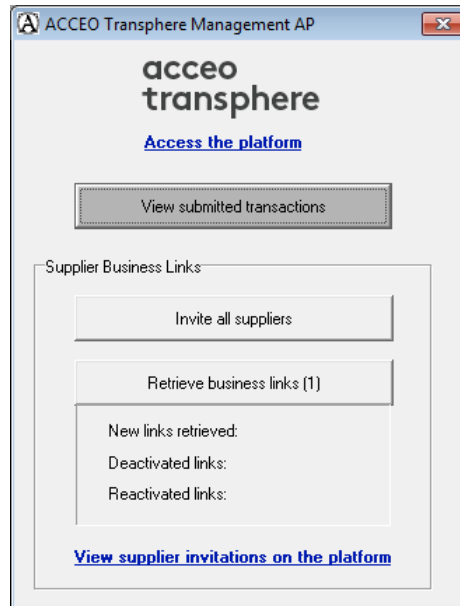 A ACCEO Transphere Management AP
acceo
transphere
Access the platform
View submitted transactions
Supplier Business Links
Invite all suppliers
Retrieve business links (1)
New links retrieved:
Deactivated links:
Reactivated links:
View supplier invitations on the platform